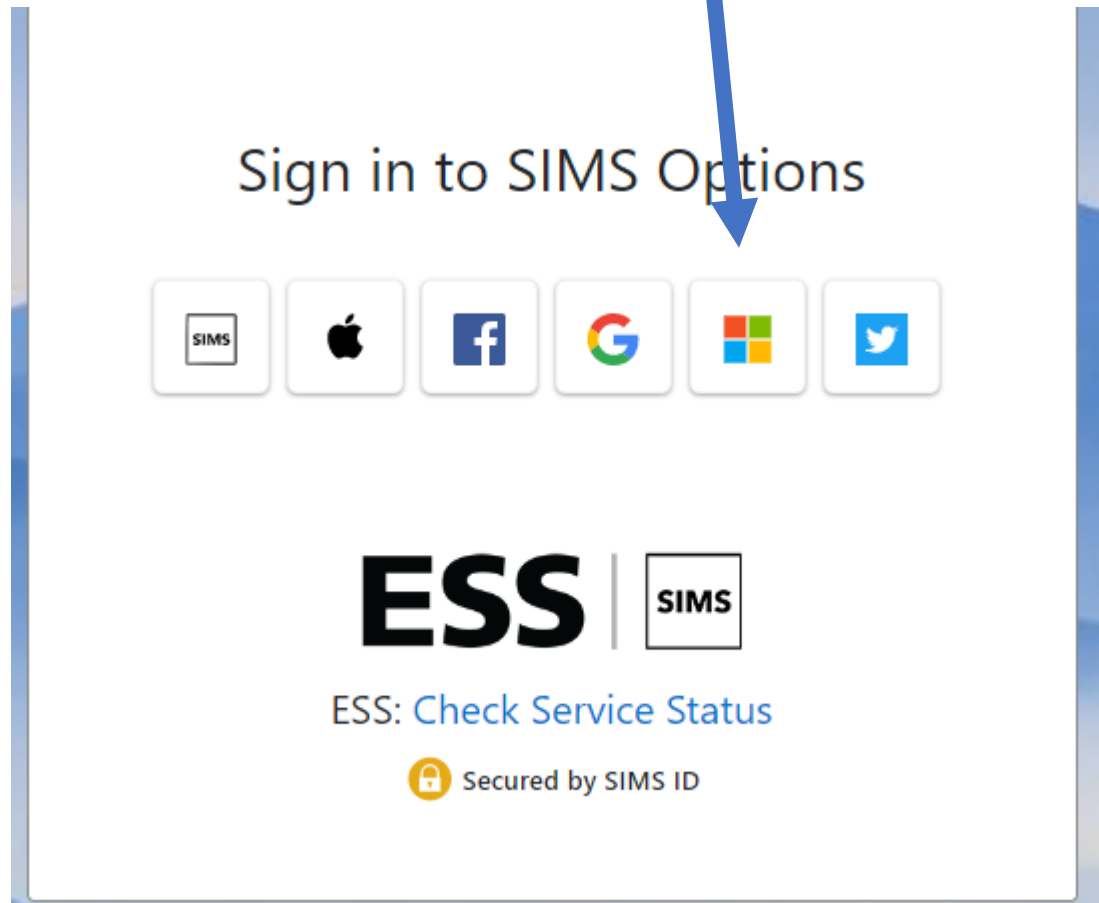 Sign in to SIMS Options
SIMS
ESS SIMS
ESS: Check Service Status
Secured by SIMS ID